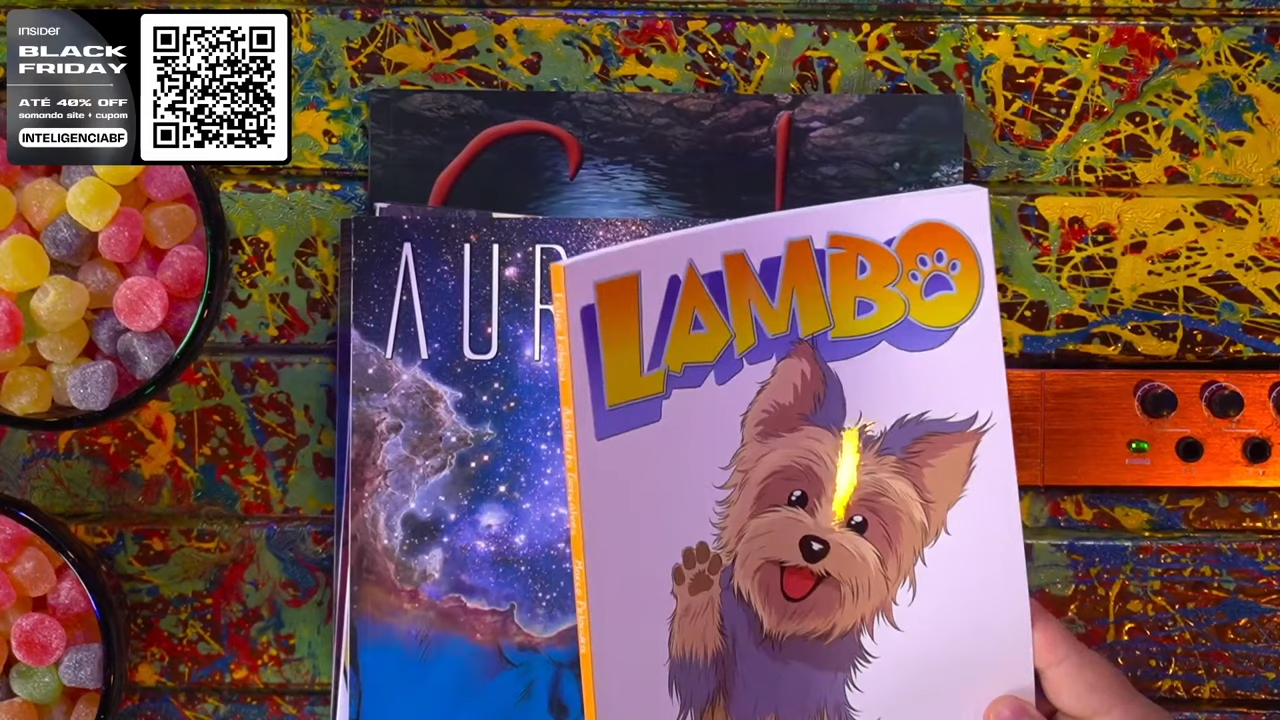 insider
BLACK
FRIDAY
ATÉ 40% OFF
somando site + cupom
INTELIGENCIABF
AUR
LAMBO